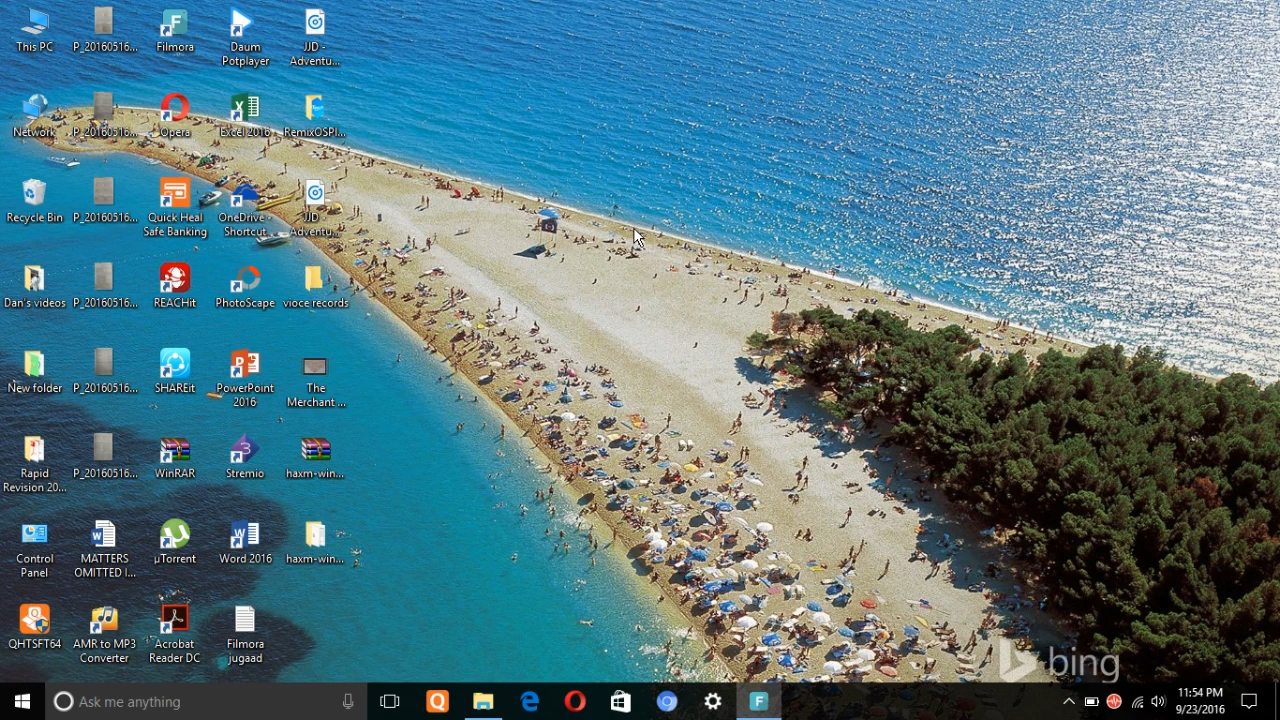 This PC
P_20160516...
Filmora
Daum
Potplayer
JJD -
Adventu...
Network
P_20160516...
Opera
Excel 2016
RemixOSPl...
Recycle Bin
P_20160516...
Quick Heal
Safe Banking
OneDrive -
Shortcut
JJD -
Adventu...
Dan's videos
P_20160516...
REACHit
PhotoScape
vioce records
New folder
P_20160516...
SHAREit
PowerPoint
2016
The
Merchant ...
Rapid
Revision 20...
P_20160516...
WinRAR
Stremio
haxm-win...
Control
Panel
MATTERS
OMITTED I...
µTorrent
Word 2016
haxm-win...
QHTSFT64
AMR to MP3
Converter
Acrobat
Reader DC
Filmora
jugaad
bing
Ask me anything
11:54 PM
9/23/2016